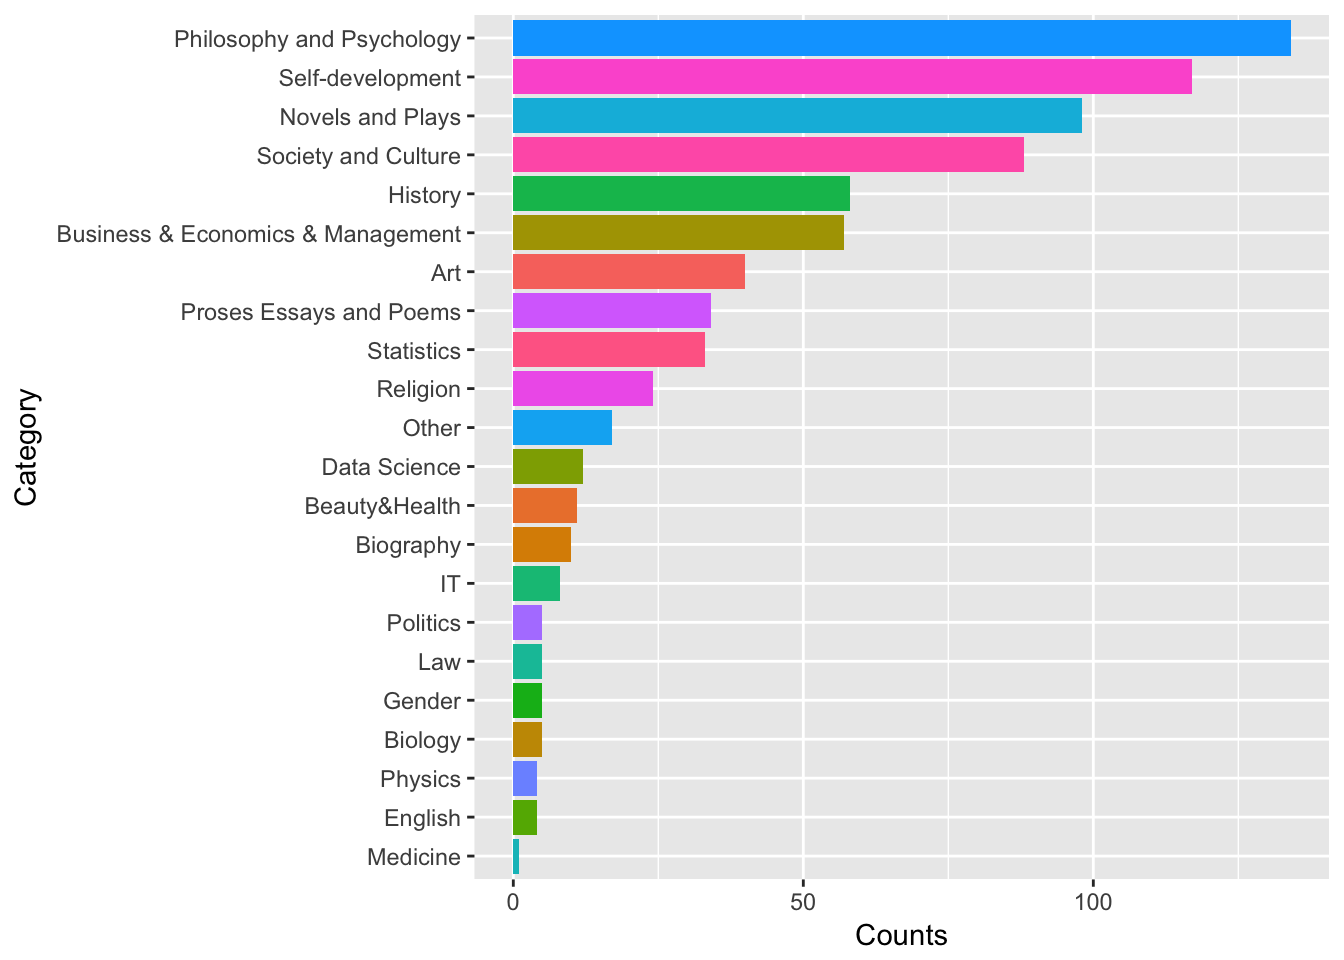 Philosophy and Psychology
Self-development
Novels and Plays
Society and Culture
History
Business & Economics & Management
Art
Proses Essays and Poems
Statistics
Religion
Other
Data Science
Beauty&Health
Biography
IT
Politics
Law
Gender
Biology
Physics
English
Medicine
Category
0 50 100
Counts